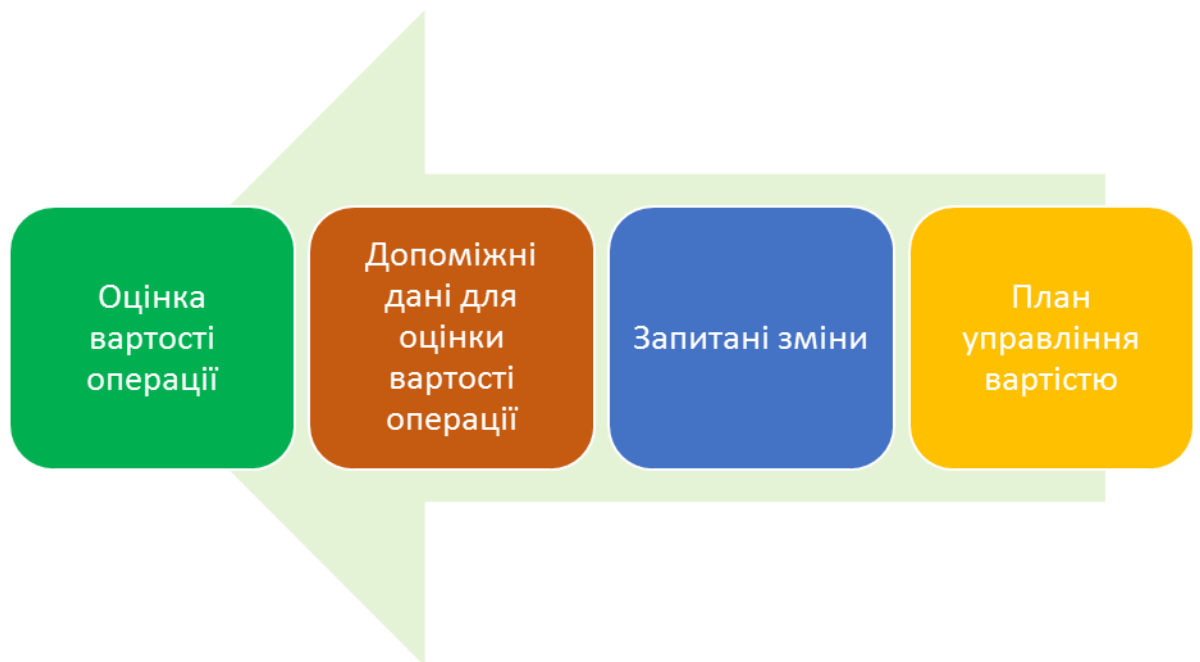 Оцінка
вартості
операції
Допоміжні
дані для
оцінки
вартості
операції
Запитані зміни
План
управління
вартістю